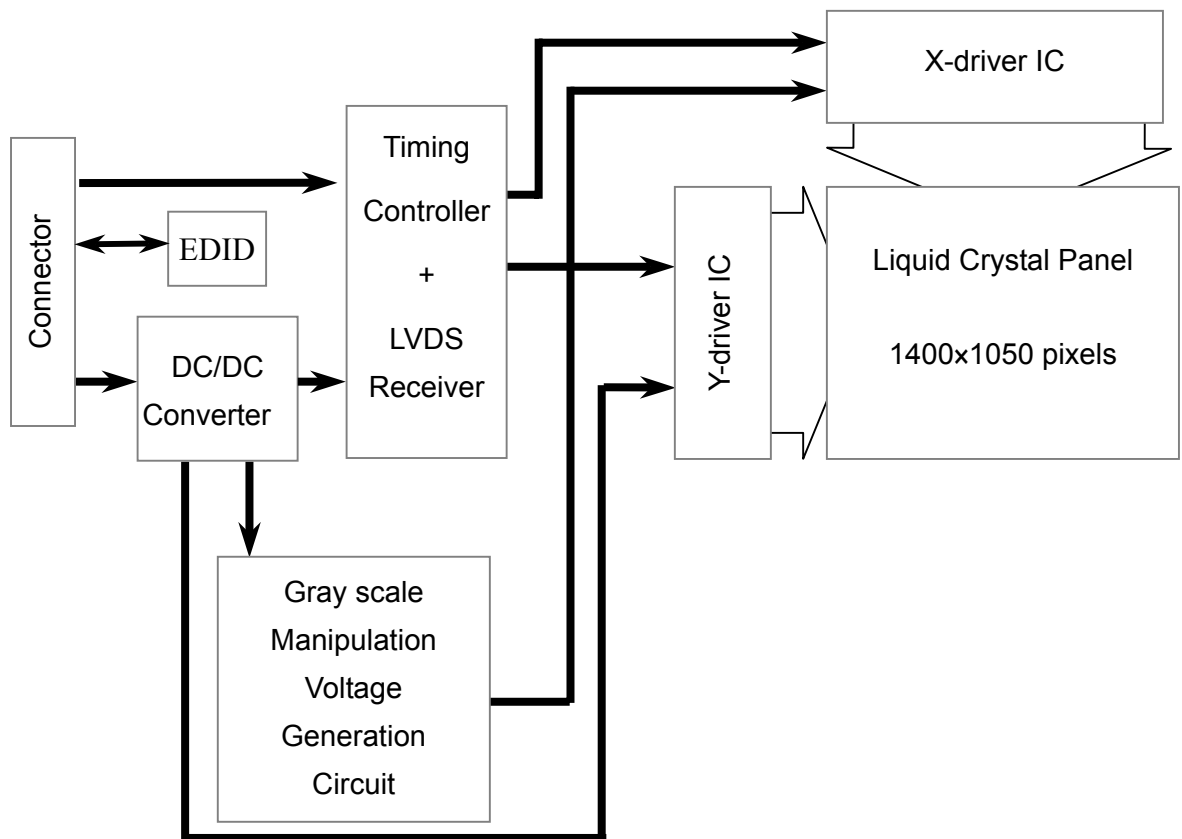 Connector
EDID
DC/DC
Converter
Timing
Controller
+
LVDS
Receiver
Gray scale
Manipulation
Voltage
Generation
Circuit
X-driver IC
Y-driver IC
Liquid Crystal Panel
1400×1050 pixels